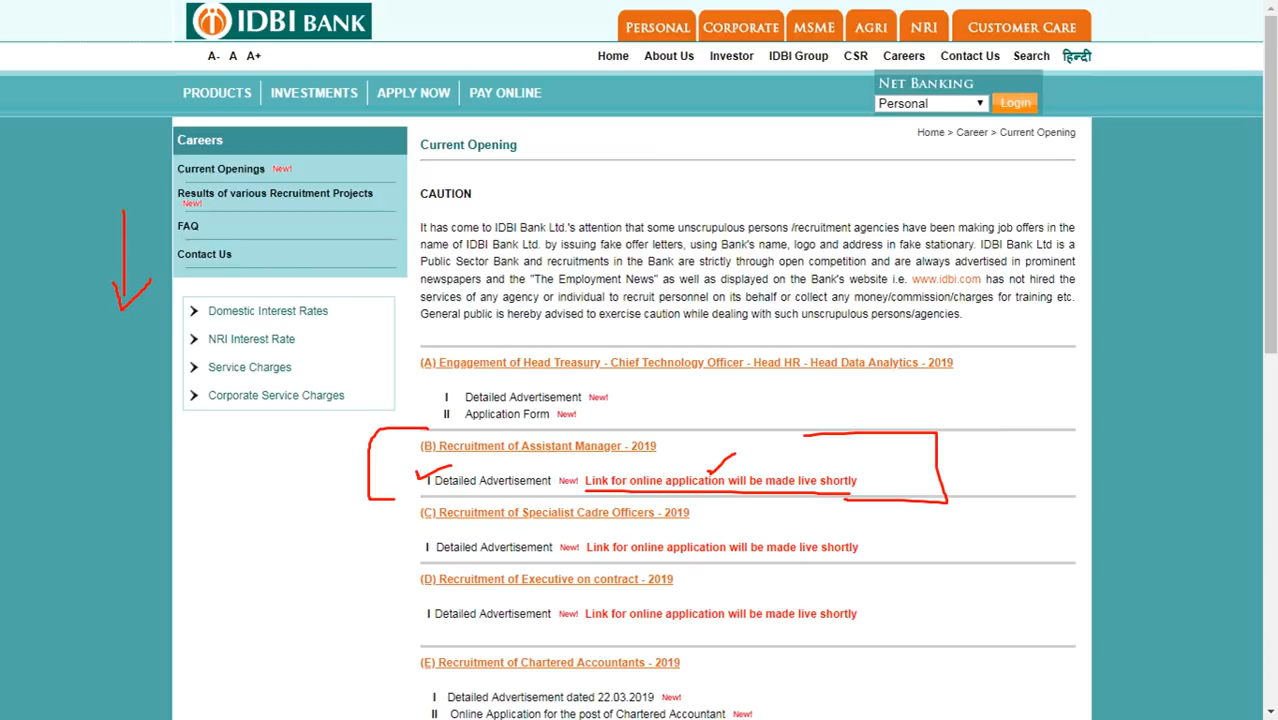 IDBI BANK
PERSONAL CORPORATE MSME AGRI NRI CUSTOMER CARE
A- A A+ Home About Us Investor IDBI Group CSR Careers Contact Us Search हिन्दी
PRODUCTS INVESTMENTS APPLY NOW PAY ONLINE
NET BANKING
Personal Login
Careers
Current Openings New!
Results of various Recruitment Projects
New!
FAQ
Contact Us
Domestic Interest Rates
NRI Interest Rate
Service Charges
Corporate Service Charges
Home > Career > Current Opening
Current Opening
CAUTION
It has come to IDBI Bank Ltd.'s attention that some unscrupulous persons /recruitment agencies have been making job offers in the
name of IDBI Bank Ltd. by issuing fake offer letters, using Bank's name, logo and address in fake stationary. IDBI Bank Ltd is a
Public Sector Bank and recruitments in the Bank are strictly through open competition and are always advertised in prominent
newspapers and the "The Employment News" as well as displayed on the Bank's website i.e. www.idbi.com has not hired the
services of any agency or individual to recruit personnel on its behalf or collect any money/commission/charges for training etc.
General public is hereby advised to exercise caution while dealing with such unscrupulous persons/agencies.
(A) Engagement of Head Treasury - Chief Technology Officer - Head HR - Head Data Analytics - 2019
I Detailed Advertisement New!
II Application Form New!
(B) Recruitment of Assistant Manager - 2019
I Detailed Advertisement New! Link for online application will be made live shortly
(C) Recruitment of Specialist Cadre Officers - 2019
I Detailed Advertisement New! Link for online application will be made live shortly
(D) Recruitment of Executive on contract - 2019
I Detailed Advertisement New! Link for online application will be made live shortly
(E) Recruitment of Chartered Accountants - 2019
I Detailed Advertisement dated 22.03.2019 New!
II Online Application for the post of Chartered Accountant New!